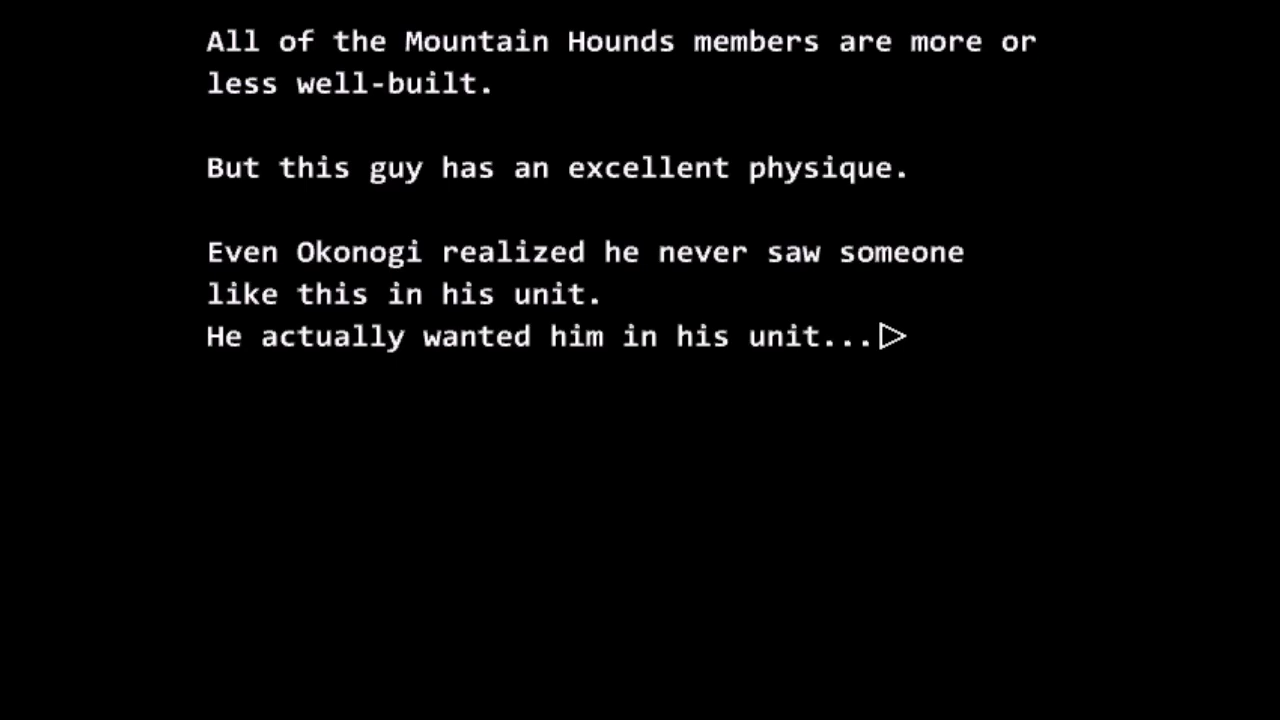 All of the Mountain Hounds members are more or
less well-built.
But this guy has an excellent physique.
Even Okonogi realized he never saw someone
like this in his unit.
He actually wanted him in his unit...